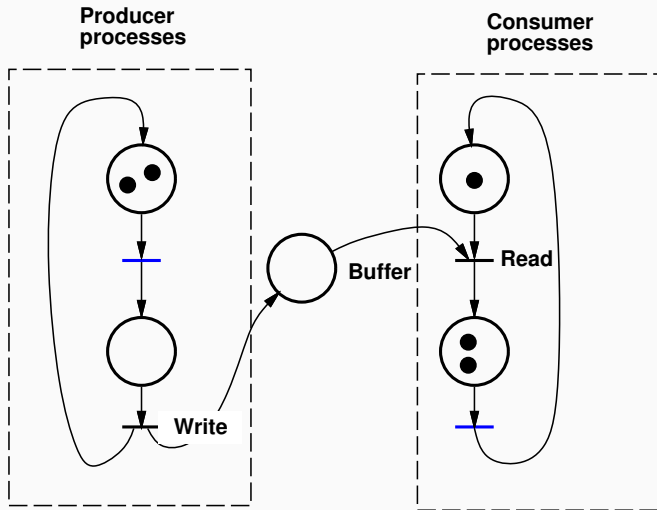 Producer
processes
Consumer
processes
Buffer
Read
Write